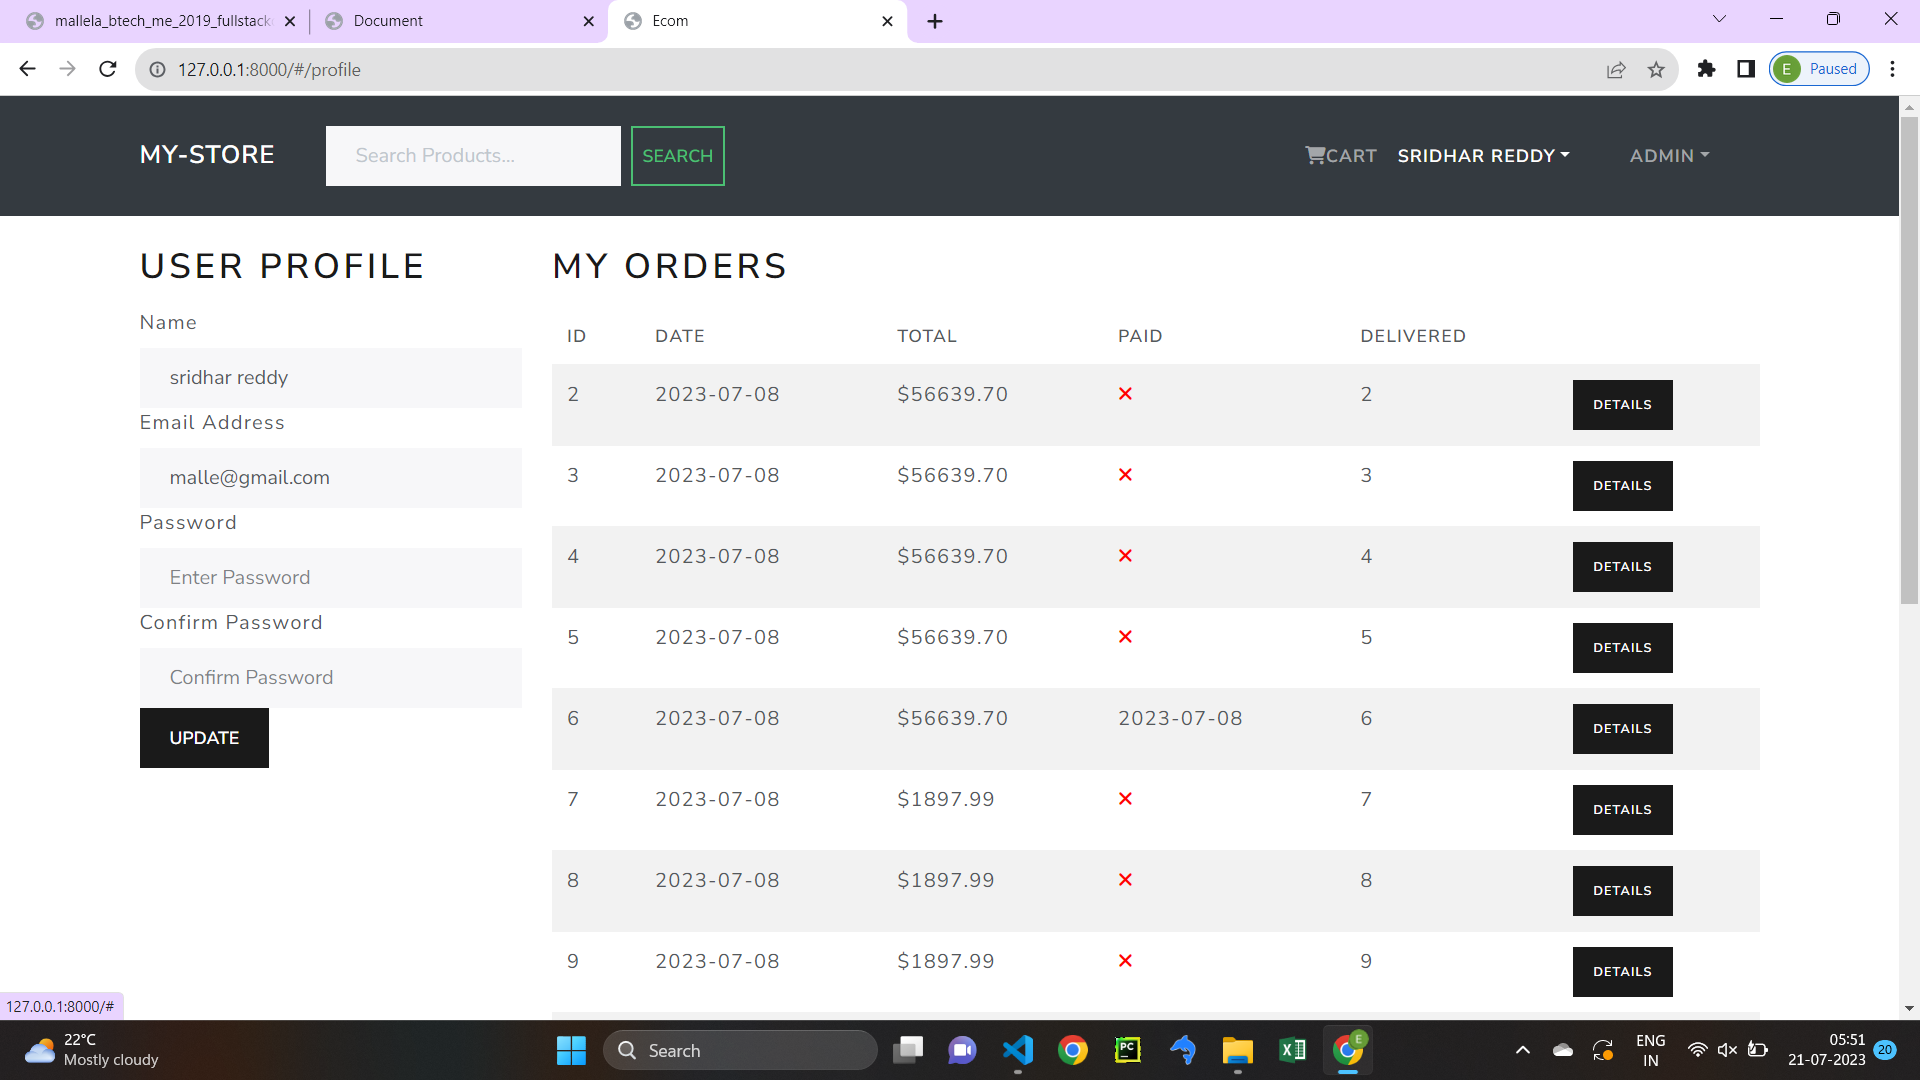 mallela_btech_me_2019_fullstack
Document
Ecom
127.0.0.1:8000/#/profile
E Paused
MY-STORE
Search Products...
SEARCH
CART
SRIDHAR REDDY
ADMIN
USER PROFILE
Name
sridhar reddy
Email Address
malle@gmail.com
Password
Enter Password
Confirm Password
Confirm Password
UPDATE
MY ORDERS
ID DATE TOTAL PAID DELIVERED
2 2023-07-08 $56639.70 2 DETAILS
3 2023-07-08 $56639.70 3 DETAILS
4 2023-07-08 $56639.70 4 DETAILS
5 2023-07-08 $56639.70 5 DETAILS
6 2023-07-08 $56639.70 2023-07-08 6 DETAILS
7 2023-07-08 $1897.99 7 DETAILS
8 2023-07-08 $1897.99 8 DETAILS
9 2023-07-08 $1897.99 9 DETAILS
127.0.0.1:8000/#
22°C
Mostly cloudy
Search
PC
E
ENG
IN
05:51
21-07-2023
20